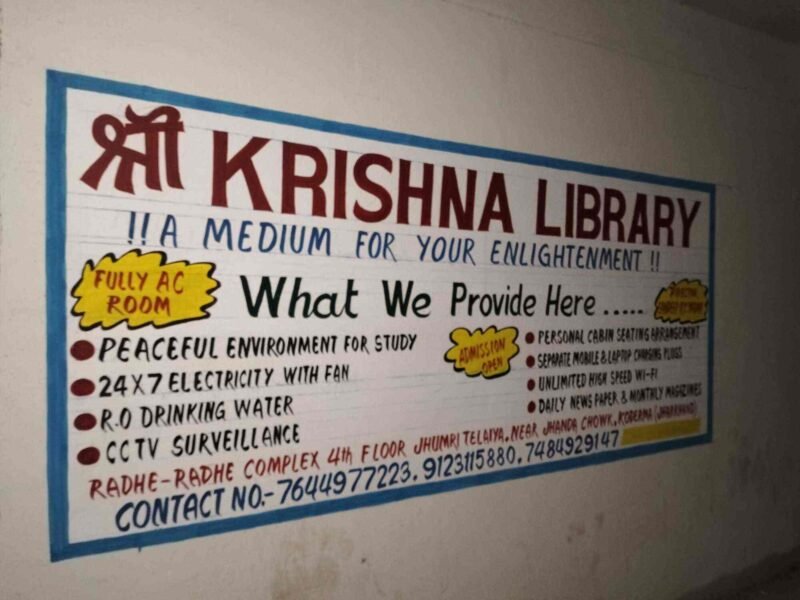 श्री KRISHNA LIBRARY
!! A MEDIUM FOR YOUR ENLIGHTENMENT !!
FULLY AC
ROOM
What We Provide Here .....
PEACEFUL ENVIRONMENT FOR STUDY
24X7 ELECTRICITY WITH FAN
R.O DRINKING WATER
CCTV SURVEILLANCE
ADMISSION
OPEN
PERSONAL CABIN SEATING ARRANGEMENT
SEPARATE MOBILE & LAPTOP CHARGING PLUGS
UNLIMITED HIGH SPEED WI-FI
DAILY NEWS PAPER & MONTHLY MAGAZINES
RADHE-RADHE COMPLEX 4th FLOOR JHUMRI TELAIYA, NEAR JHANDA CHOWK, KODERMA (JHARKHAND)
CONTACT NO.- 7644977223, 9123115880, 7484929147